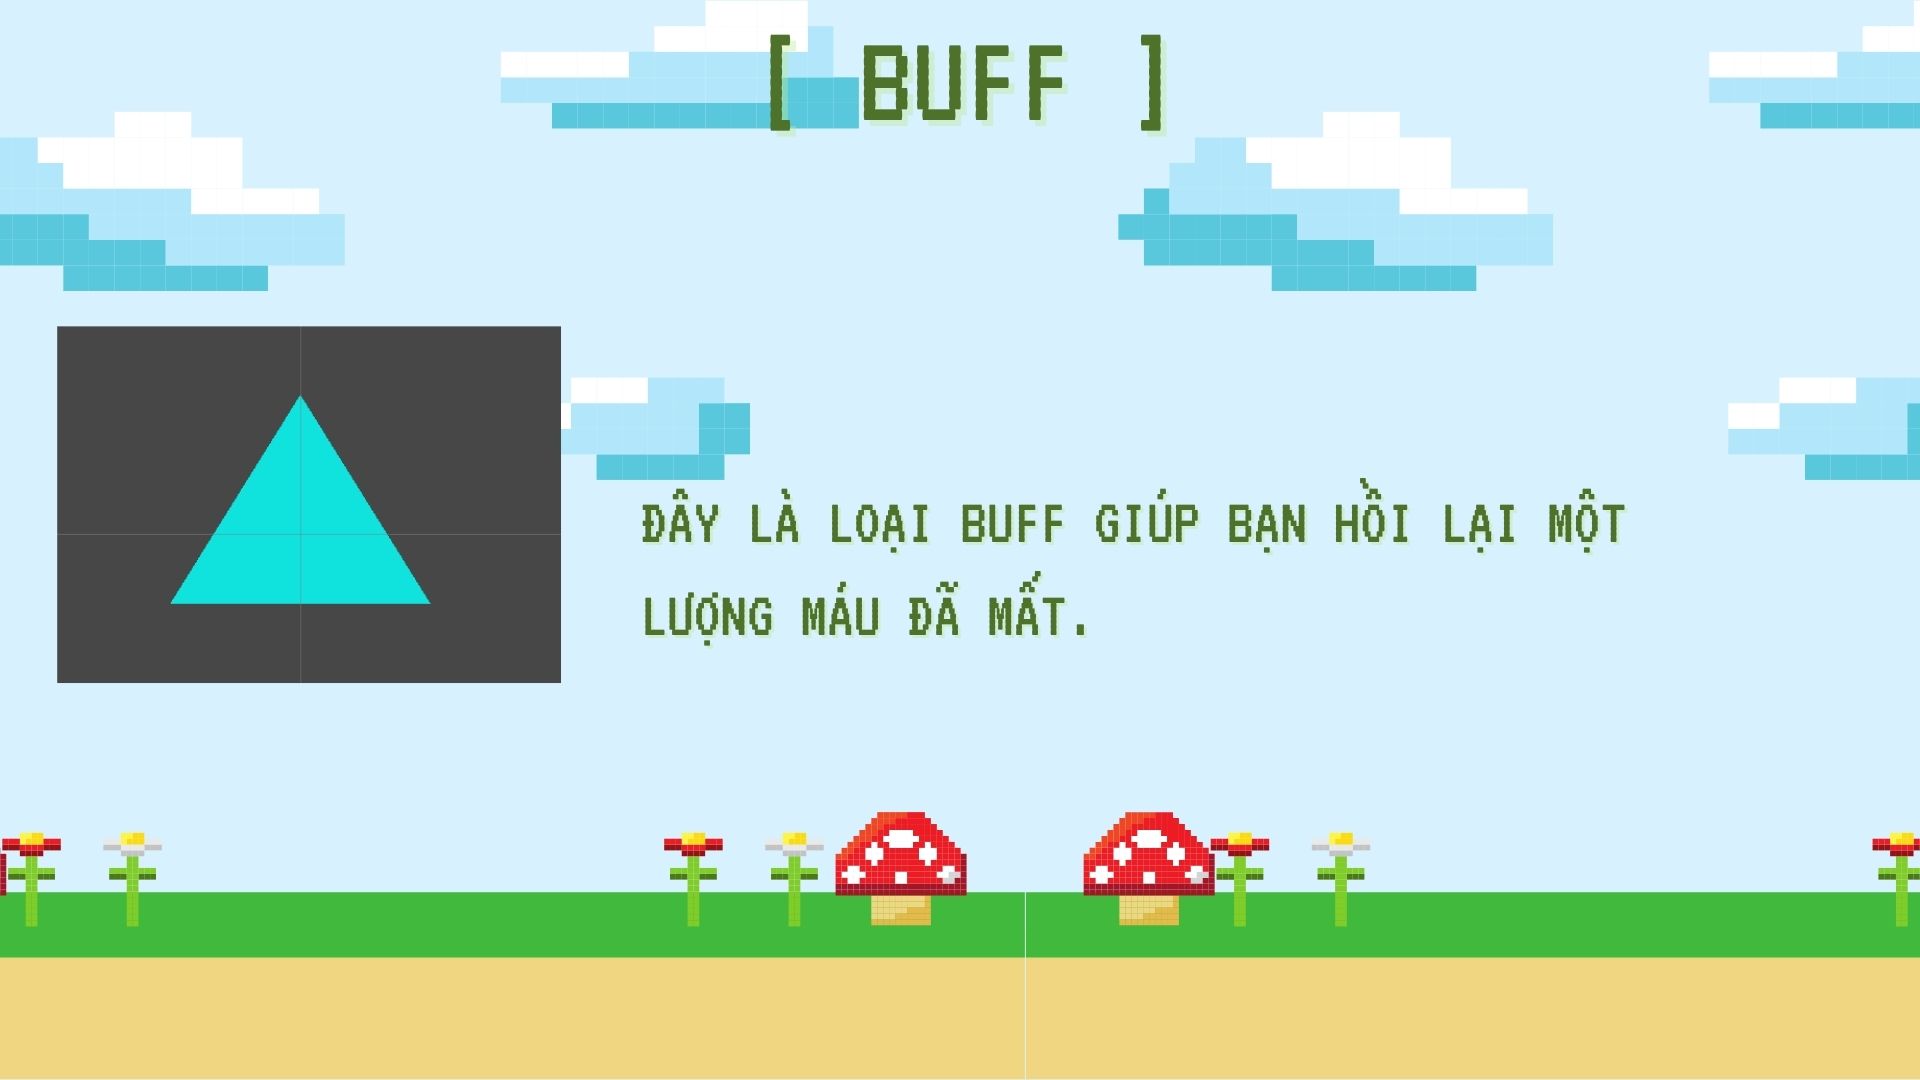 [ BUFF ]
ĐÂY LÀ LOẠI BUFF GIÚP BẠN HỒI LẠI MỘT
LƯỢNG MÁU ĐÃ MẤT.